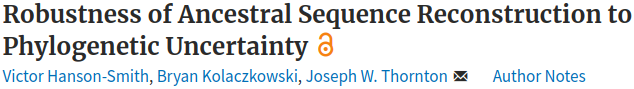 Robustness of Ancestral Sequence Reconstruction to
Phylogenetic Uncertainty
Victor Hanson-Smith, Bryan Kolaczkowski, Joseph W. Thornton Author Notes